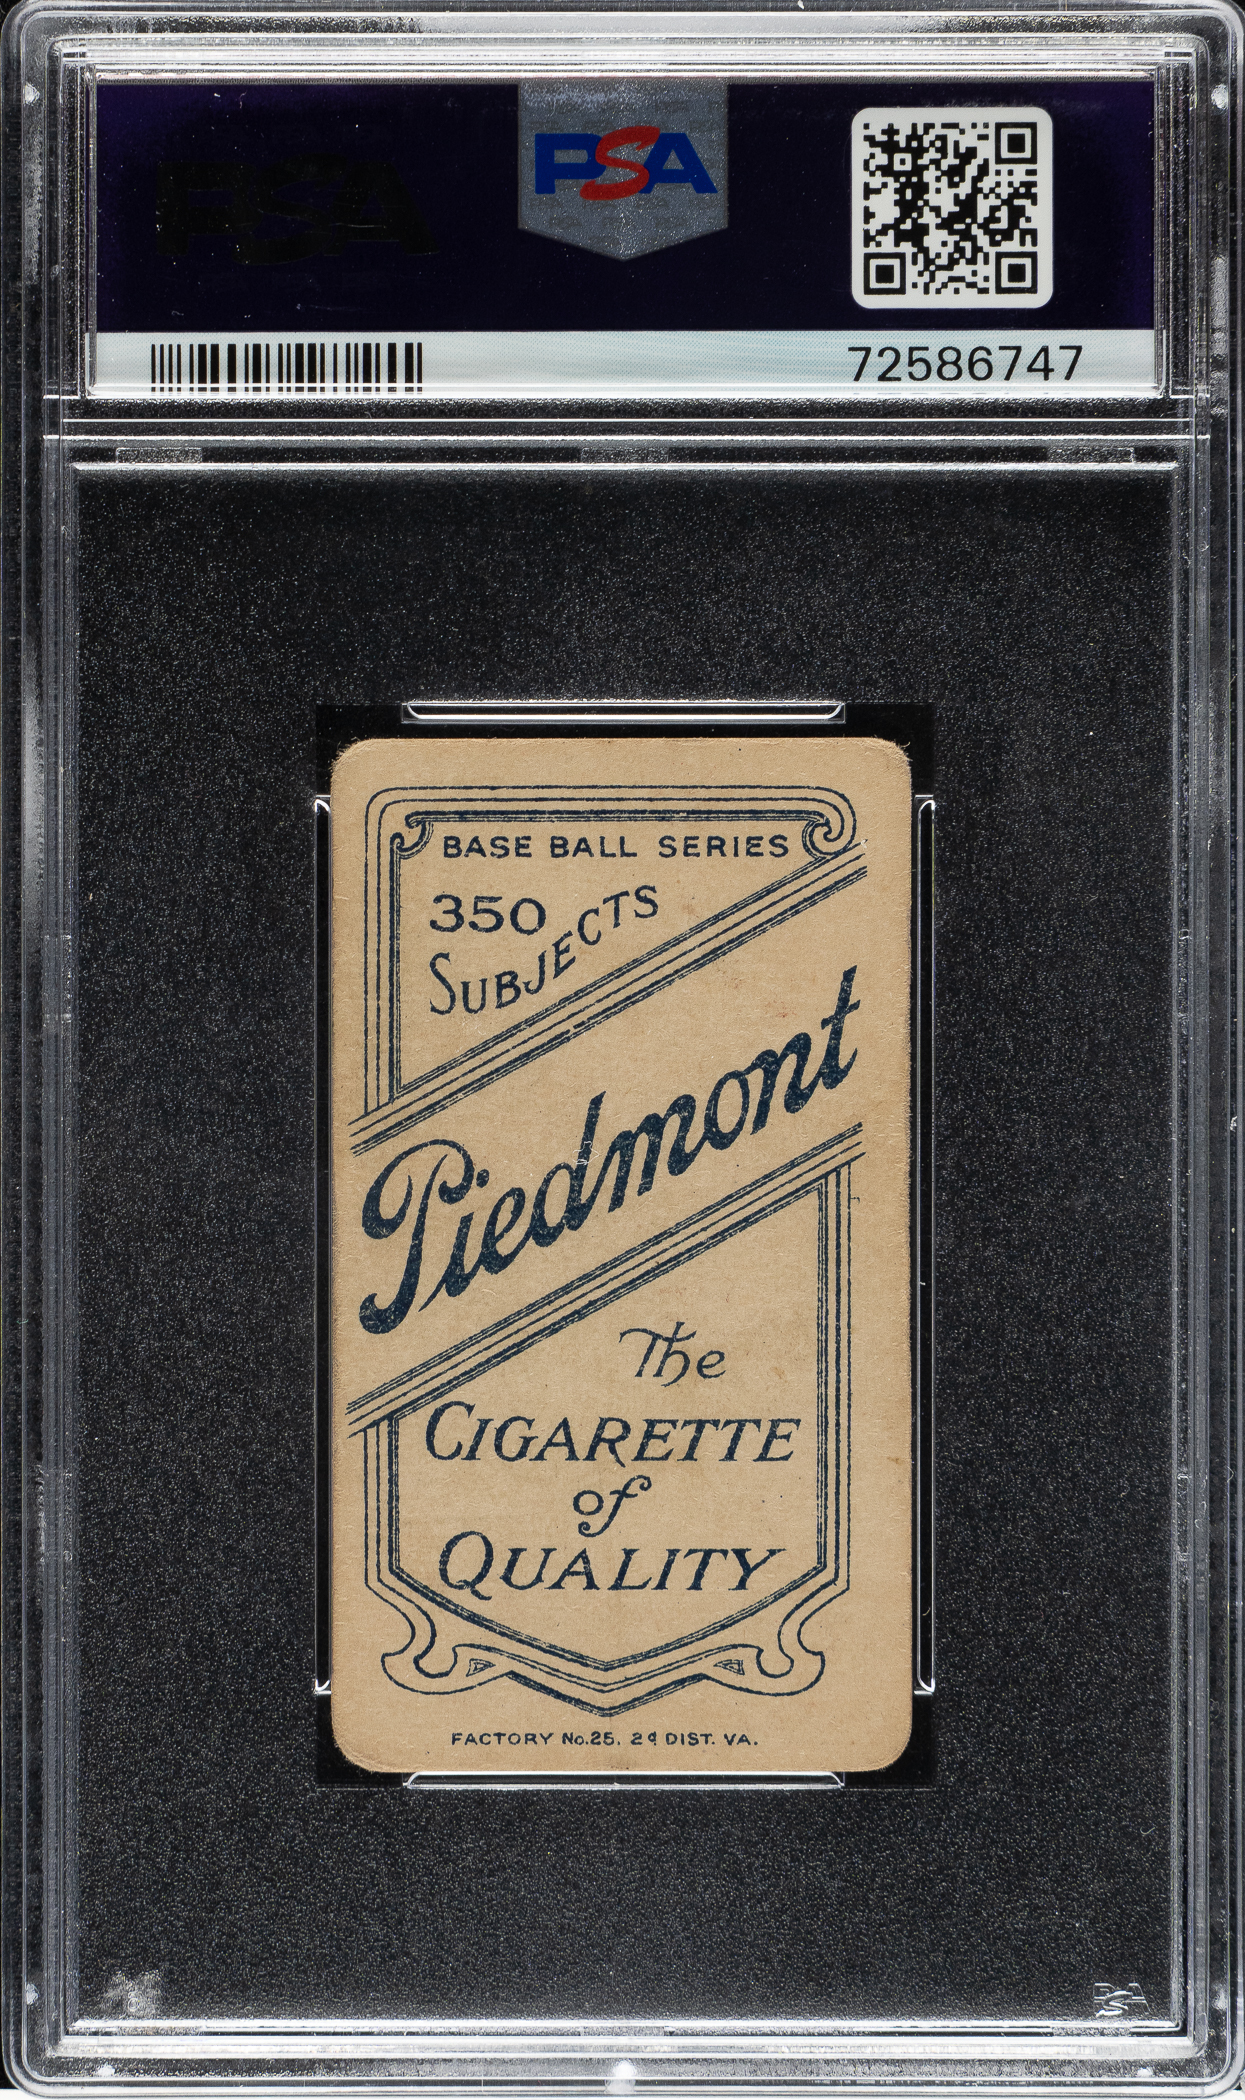 PSA
PSA
72586747
BASE BALL SERIES
350
SUBJECTS
Piedmont
The
CIGARETTE
of
QUALITY
FACTORY No.25. 2d DIST. VA.
PSA